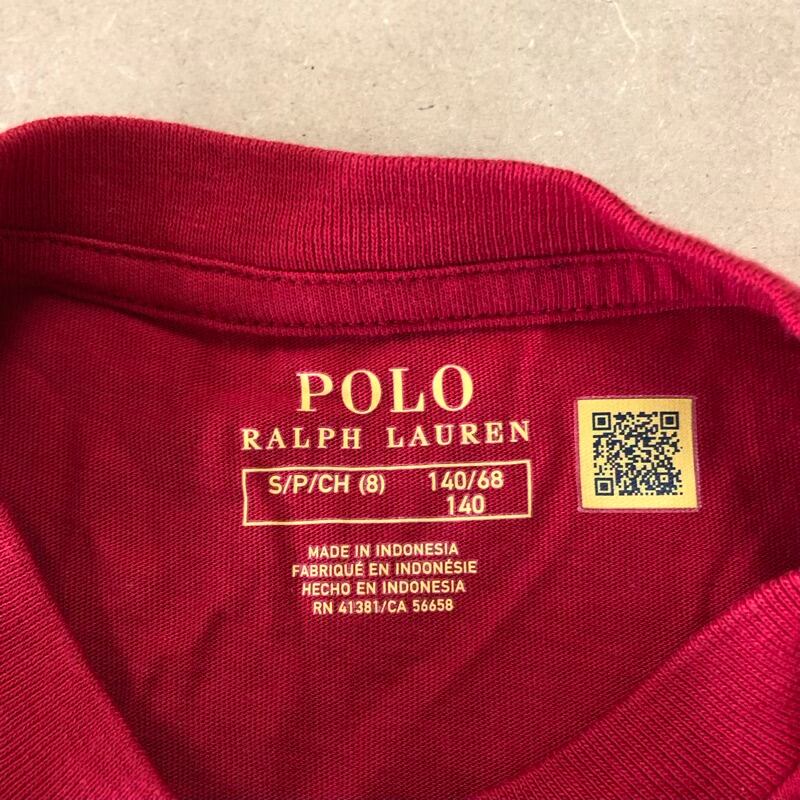 POLO
RALPH LAUREN
S/P/CH (8) 140/68
140
MADE IN INDONESIA
FABRIQUÉ EN INDONÉSIE
HECHO EN INDONESIA
RN 41381/CA 56658